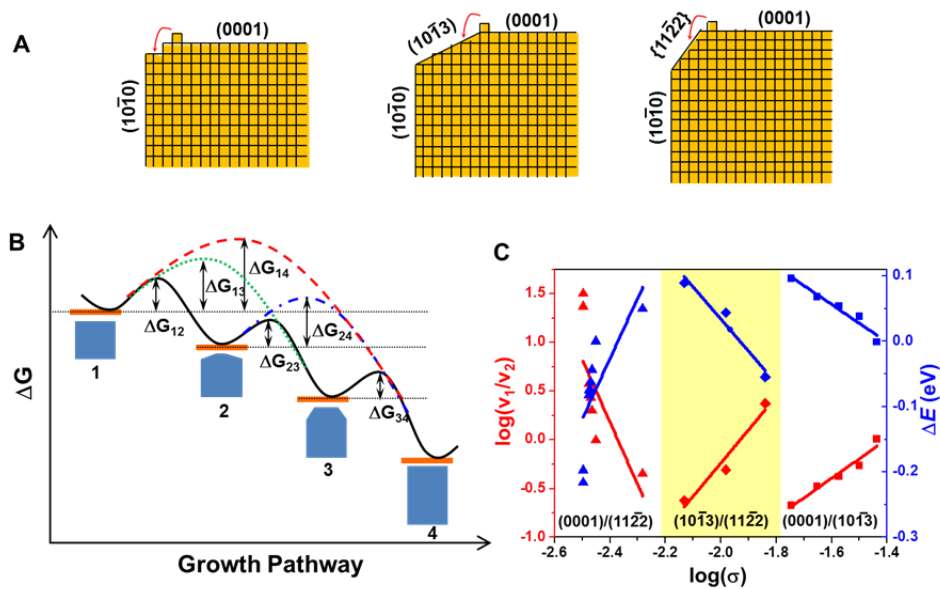 A
(0001)
(101̄0)
(101̄3)
(0001)
(101̄0)
{112̄2}
(0001)
(101̄0)
B
ΔG
ΔG₁₄
ΔG₁₃
ΔG₁₂
ΔG₂₄
ΔG₂₃
ΔG₃₄
1
2
3
4
Growth Pathway
C
log(v₁/v₂)
1.5
1.0
0.5
0.0
-0.5
-1.0
(0001)/(112̄2)
(101̄3)/(112̄2)
(0001)/(101̄3)
0.1
0.0
-0.1
-0.2
-0.3
ΔE (eV)
-2.6 -2.4 -2.2 -2.0 -1.8 -1.6 -1.4
log(σ)